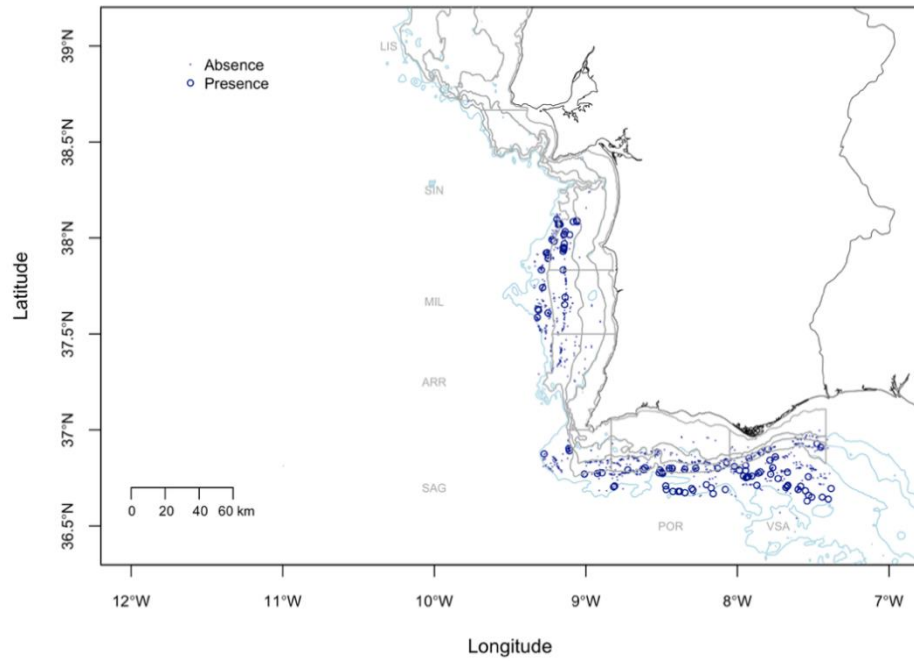 39°N
38.5°N
38°N
37.5°N
37°N
36.5°N
Latitude
Absence
Presence
LIS
SIN
MIL
ARR
SAG
POR
VSA
0 20 40 60 km
12°W 11°W 10°W 9°W 8°W 7°W
Longitude